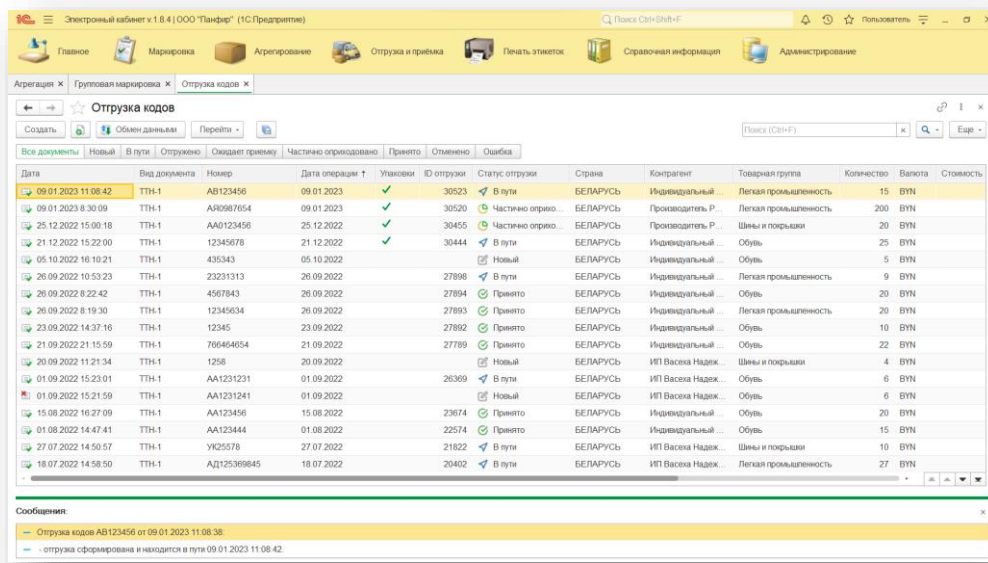 1С Электронный кабинет v.1.8.4 | ООО "Панфир" (1С:Предприятие) Поиск Ctrl+Shift+F Пользователь
Главное Маркировка Агрегирование Отгрузка и приёмка Печать этикеток Справочная информация Администрирование
Агрегация × Групповая маркировка × Отгрузка кодов ×
Отгрузка кодов
Создать Обмен данными Перейти Поиск (Ctrl+F) Еще
Все документы Новый В пути Отгружено Ожидает приемку Частично оприходовано Принято Отменено Ошибка
Дата Вид документа Номер Дата операции ↑ Упаковки ID отгрузки Статус отгрузки Страна Контрагент Товарная группа Количество Валюта Стоимость
09.01.2023 11:08:42 ТТН-1 АВ123456 09.01.2023 30523 В пути БЕЛАРУСЬ Индивидуальный ... Легкая промышленность 15 BYN
09.01.2023 8:30:09 ТТН-1 АЯ0987654 09.01.2023 30520 Частично оприхо... БЕЛАРУСЬ Производитель Р... Легкая промышленность 200 BYN
25.12.2022 15:00:18 ТТН-1 АА0123456 25.12.2022 30455 Частично оприхо... БЕЛАРУСЬ Производитель Р... Шины и покрышки 20 BYN
21.12.2022 15:22:00 ТТН-1 12345678 21.12.2022 30444 В пути БЕЛАРУСЬ Индивидуальный ... Обувь 25 BYN
05.10.2022 16:10:21 ТТН-1 435343 05.10.2022 Новый БЕЛАРУСЬ Индивидуальный ... Обувь 5 BYN
26.09.2022 10:53:23 ТТН-1 23231313 26.09.2022 27898 В пути БЕЛАРУСЬ Индивидуальный ... Легкая промышленность 9 BYN
26.09.2022 8:22:42 ТТН-1 4567843 26.09.2022 27894 Принято БЕЛАРУСЬ Индивидуальный ... Обувь 20 BYN
26.09.2022 8:19:30 ТТН-1 12345634 26.09.2022 27893 Принято БЕЛАРУСЬ Индивидуальный ... Легкая промышленность 20 BYN
23.09.2022 14:37:16 ТТН-1 12345 23.09.2022 27892 Принято БЕЛАРУСЬ Индивидуальный ... Обувь 10 BYN
21.09.2022 21:15:59 ТТН-1 766464654 21.09.2022 27789 Принято БЕЛАРУСЬ Индивидуальный ... Обувь 22 BYN
20.09.2022 11:21:34 ТТН-1 1258 20.09.2022 Новый БЕЛАРУСЬ ИП Васеха Надеж... Шины и покрышки 4 BYN
01.09.2022 15:23:01 ТТН-1 АА1231231 01.09.2022 26369 В пути БЕЛАРУСЬ ИП Васеха Надеж... Обувь 6 BYN
01.09.2022 15:21:59 ТТН-1 АА1231241 01.09.2022 Новый БЕЛАРУСЬ ИП Васеха Надеж... Обувь 6 BYN
15.08.2022 16:27:09 ТТН-1 АА123456 15.08.2022 23674 Принято БЕЛАРУСЬ Индивидуальный ... Обувь 20 BYN
01.08.2022 14:47:41 ТТН-1 АА123444 01.08.2022 22574 Принято БЕЛАРУСЬ Индивидуальный ... Обувь 15 BYN
27.07.2022 14:50:57 ТТН-1 УК25578 27.07.2022 21822 В пути БЕЛАРУСЬ ИП Васеха Надеж... Шины и покрышки 10 BYN
18.07.2022 14:58:50 ТТН-1 АД125369845 18.07.2022 20402 В пути БЕЛАРУСЬ ИП Васеха Надеж... Легкая промышленность 27 BYN
Сообщения:
— Отгрузка кодов АВ123456 от 09.01.2023 11:08:38:
— - отгрузка сформирована и находится в пути 09.01.2023 11:08:42.